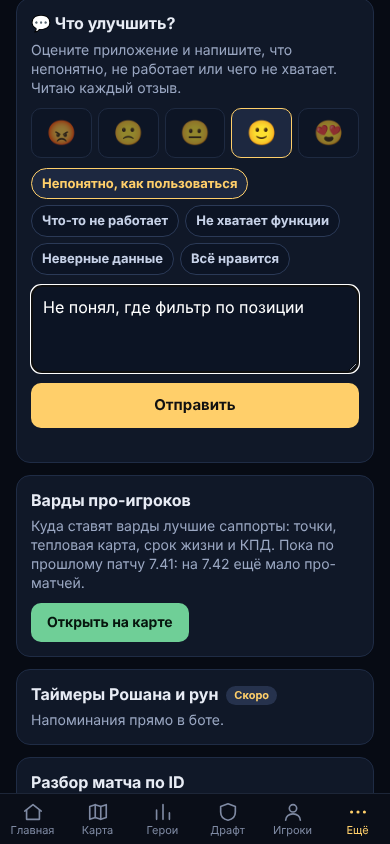 💬 Что улучшить?
Оцените приложение и напишите, что
непонятно, не работает или чего не хватает.
Читаю каждый отзыв.
Непонятно, как пользоваться
Что-то не работает
Не хватает функции
Неверные данные
Всё нравится
Не понял, где фильтр по позиции
Отправить
Варды про-игроков
Куда ставят варды лучшие саппорты: точки,
тепловая карта, срок жизни и КПД. Пока по
прошлому патчу 7.41: на 7.42 ещё мало про-
матчей.
Открыть на карте
Таймеры Рошана и рун Скоро
Напоминания прямо в боте.
Разбор матча по ID
Главная Карта Герои Драфт Игроки Ещё